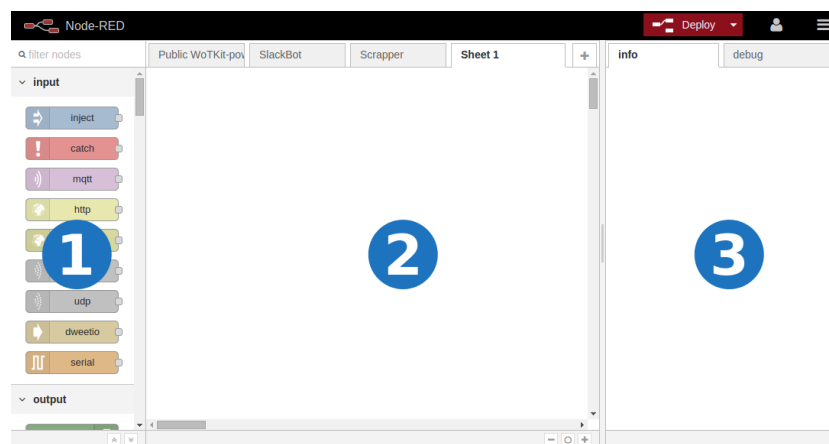 Node-RED
Deploy
filter nodes
Public WoTKit-pow
SlackBot
Scrapper
Sheet 1
info
debug
input
inject
catch
mqtt
http
1
2
3
udp
dweetio
serial
output